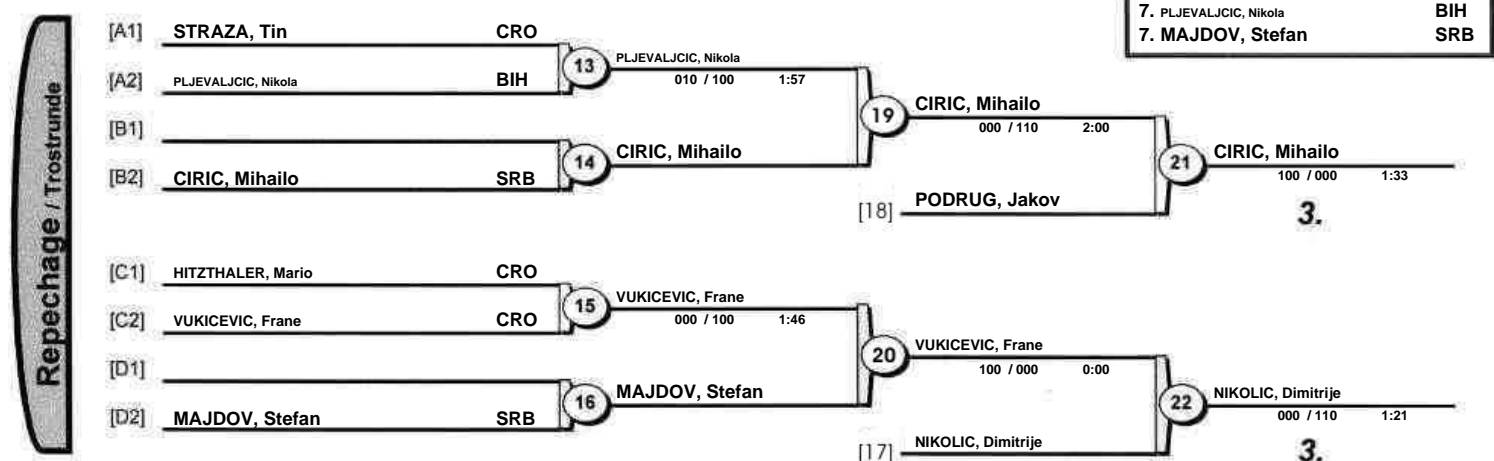 7. PLJEVALJCIC, Nikola BIH
7. MAJDOV, Stefan SRB
Repechage / Trostrunde
[A1] STRAZA, Tin CRO
[A2] PLJEVALJCIC, Nikola BIH
13 PLJEVALJCIC, Nikola
010 / 100 1:57
[B1]
[B2] CIRIC, Mihailo SRB
14 CIRIC, Mihailo
19 CIRIC, Mihailo
000 / 110 2:00
[18] PODRUG, Jakov
21 CIRIC, Mihailo
100 / 000 1:33
3.
[C1] HITZTHALER, Mario CRO
[C2] VUKICEVIC, Frane CRO
15 VUKICEVIC, Frane
000 / 100 1:46
[D1]
[D2] MAJDOV, Stefan SRB
16 MAJDOV, Stefan
20 VUKICEVIC, Frane
100 / 000 0:00
[17] NIKOLIC, Dimitrije
22 NIKOLIC, Dimitrije
000 / 110 1:21
3.